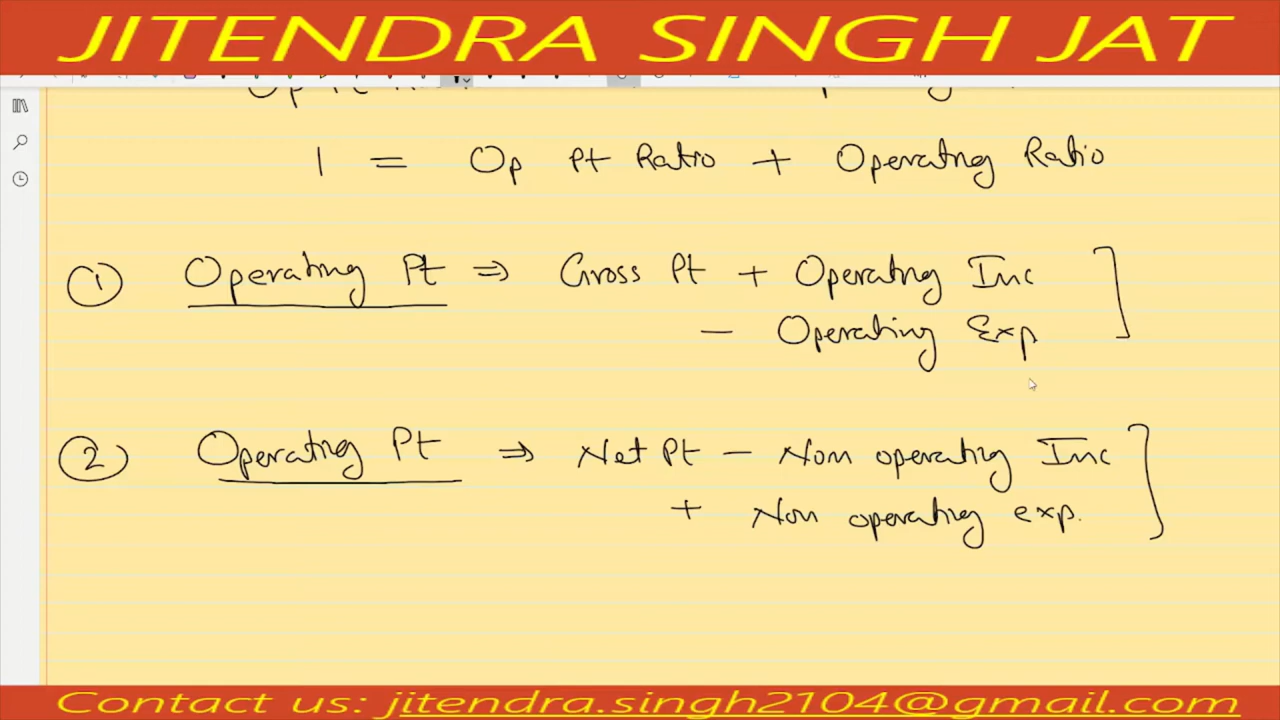 JITENDRA SINGH JAT
1 = Op Pt Ratio + Operating Ratio
① Operating Pt ⇒ Gross Pt + Operating Inc
- Operating Exp
② Operating Pt ⇒ Net Pt - Non operating Inc
+ Non operating exp.
Contact us: jitendra.singh2104@gmail.com